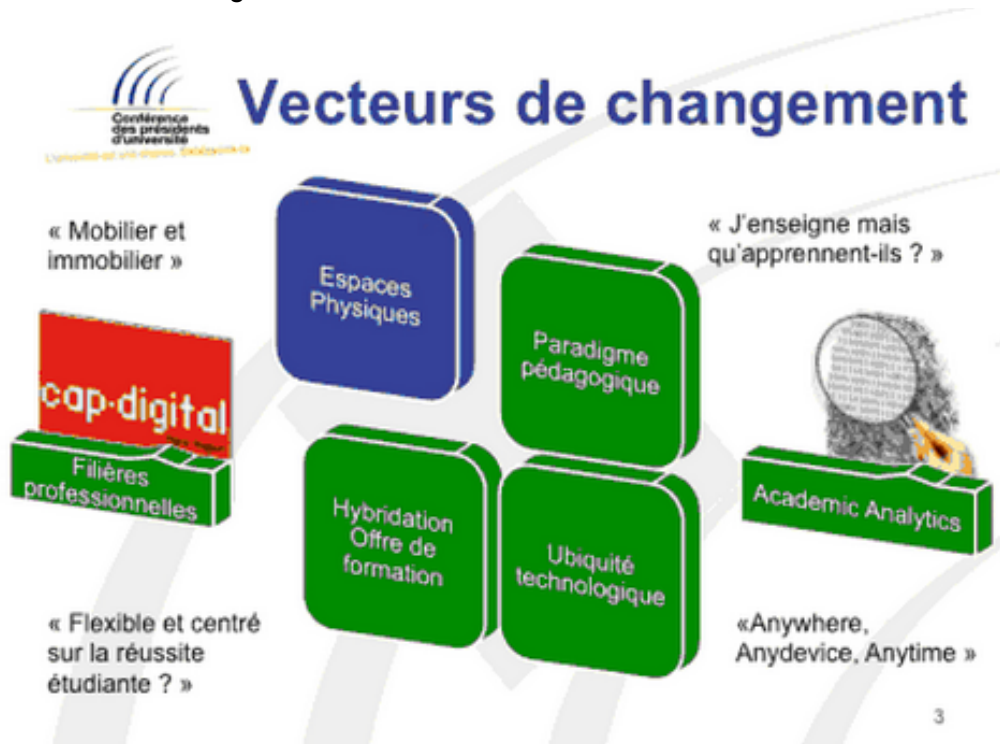 Conférence
des présidents
d'université
Vecteurs de changement
« Mobilier et
immobilier »
Espaces
Physiques
« J'enseigne mais
qu'apprennent-ils ? »
Paradigme
pédagogique
cap·digital
Filières
professionnelles
Hybridation
Offre de
formation
Ubiquité
technologique
Academic Analytics
« Flexible et centré
sur la réussite
étudiante ? »
«Anywhere,
Anydevice, Anytime »
3